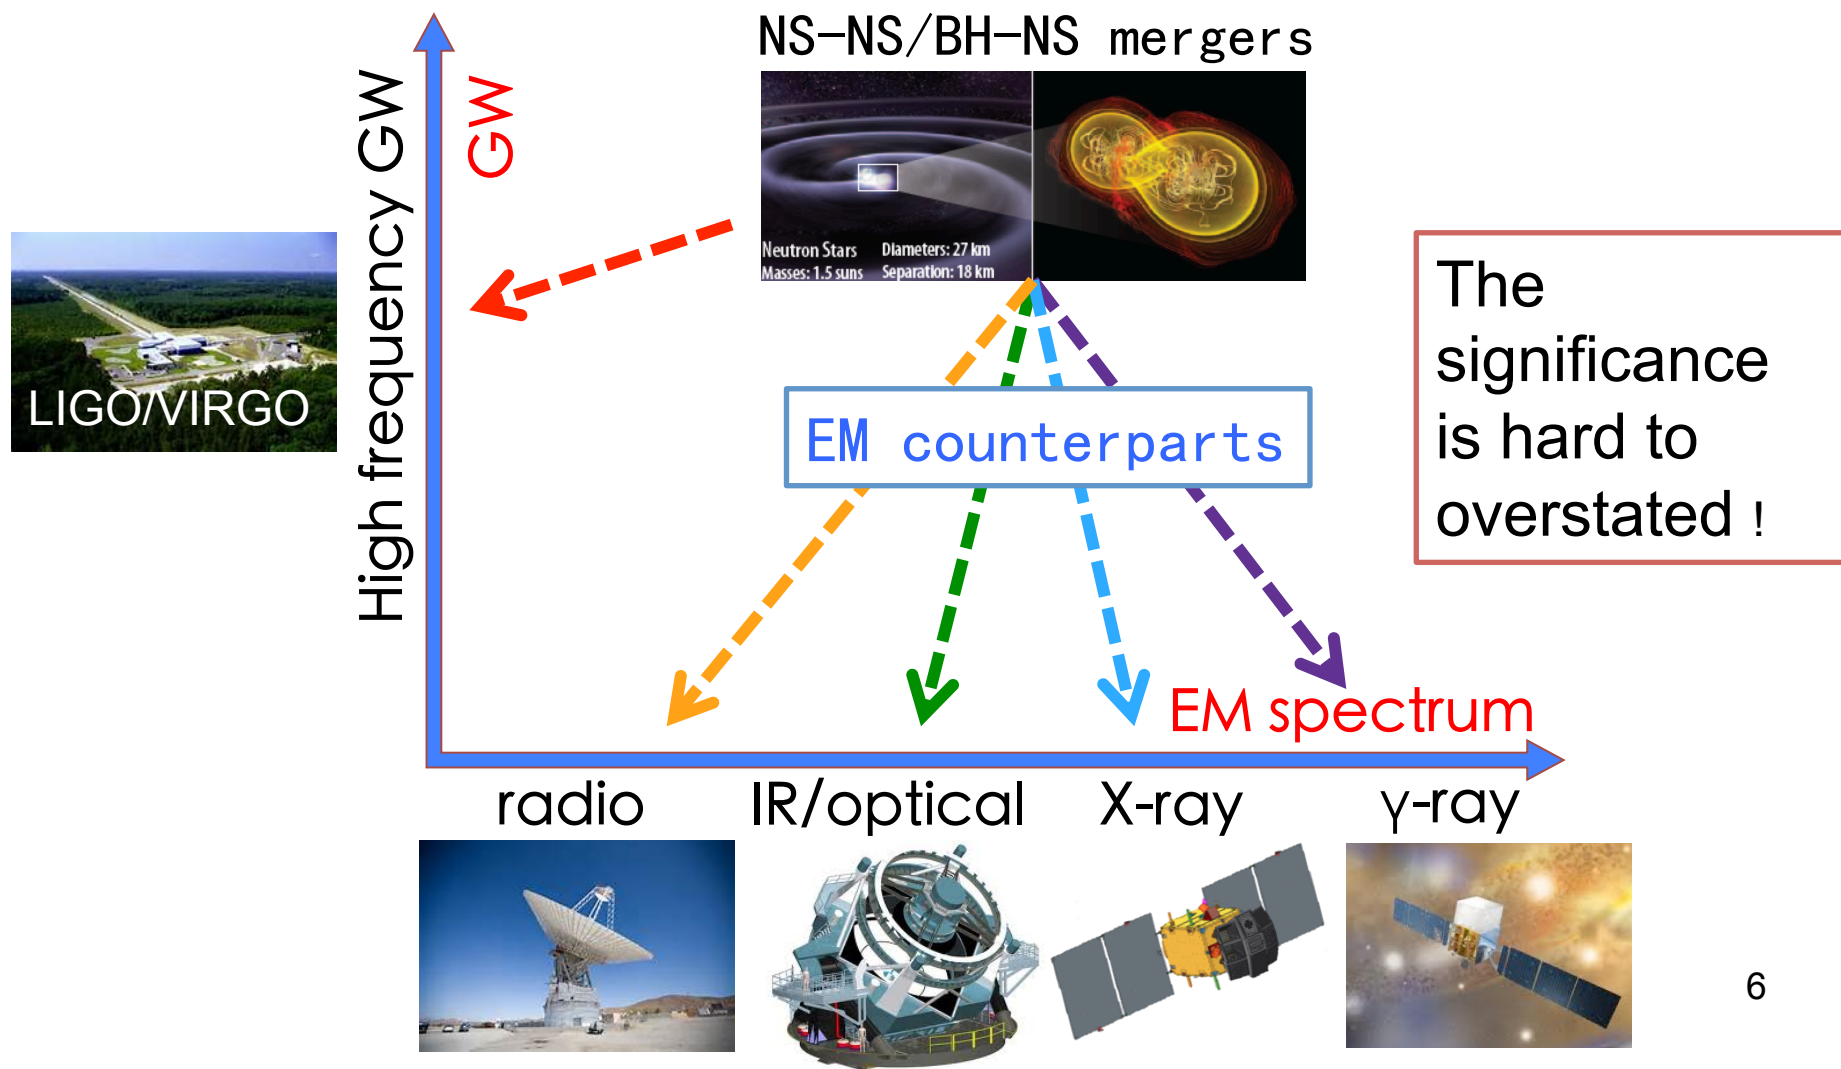 NS-NS/BH-NS mergers
High frequency GW
GW
Neutron Stars Diameters: 27 km
Masses: 1.5 suns Separation: 18 km
LIGO/VIRGO
The
significance
is hard to
overstated !
EM counterparts
EM spectrum
radio IR/optical X-ray γ-ray
6